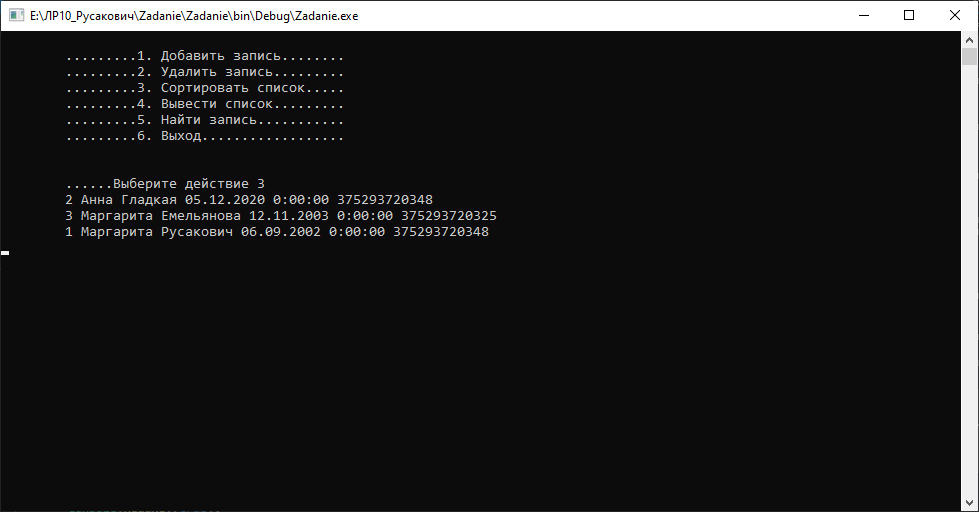 E:\ЛР10_Русакович\Zadanie\Zadanie\bin\Debug\Zadanie.exe
.........1. Добавить запись........
.........2. Удалить запись.........
.........3. Сортировать список.....
.........4. Вывести список.........
.........5. Найти запись...........
.........6. Выход..................
......Выберите действие 3
2 Анна Гладкая 05.12.2020 0:00:00 375293720348
3 Маргарита Емельянова 12.11.2003 0:00:00 375293720325
1 Маргарита Русакович 06.09.2002 0:00:00 375293720348